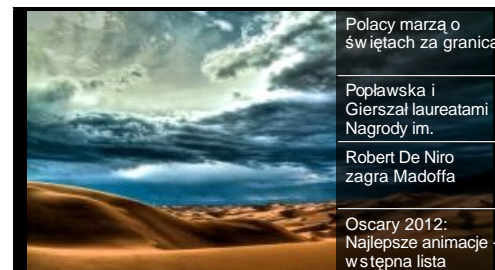 Polacy marzą o
świętach za granicą
Popławska i
Gierszał laureatami
Nagrody im.
Robert De Niro
zagra Madoffa
Oscary 2012:
Najlepsze animacje -
wstępna lista